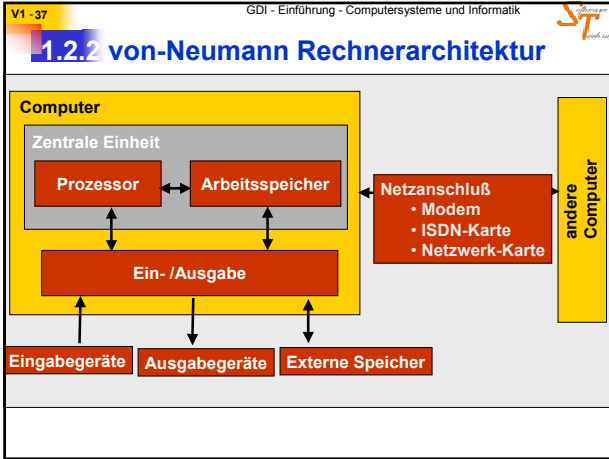 V1 - 37
GDI - Einführung - Computersysteme und Informatik
1.2.2 von-Neumann Rechnerarchitektur
Computer
Zentrale Einheit
Prozessor
Arbeitsspeicher
Ein- /Ausgabe
Netzanschluß
• Modem
• ISDN-Karte
• Netzwerk-Karte
andere
Computer
Eingabegeräte
Ausgabegeräte
Externe Speicher